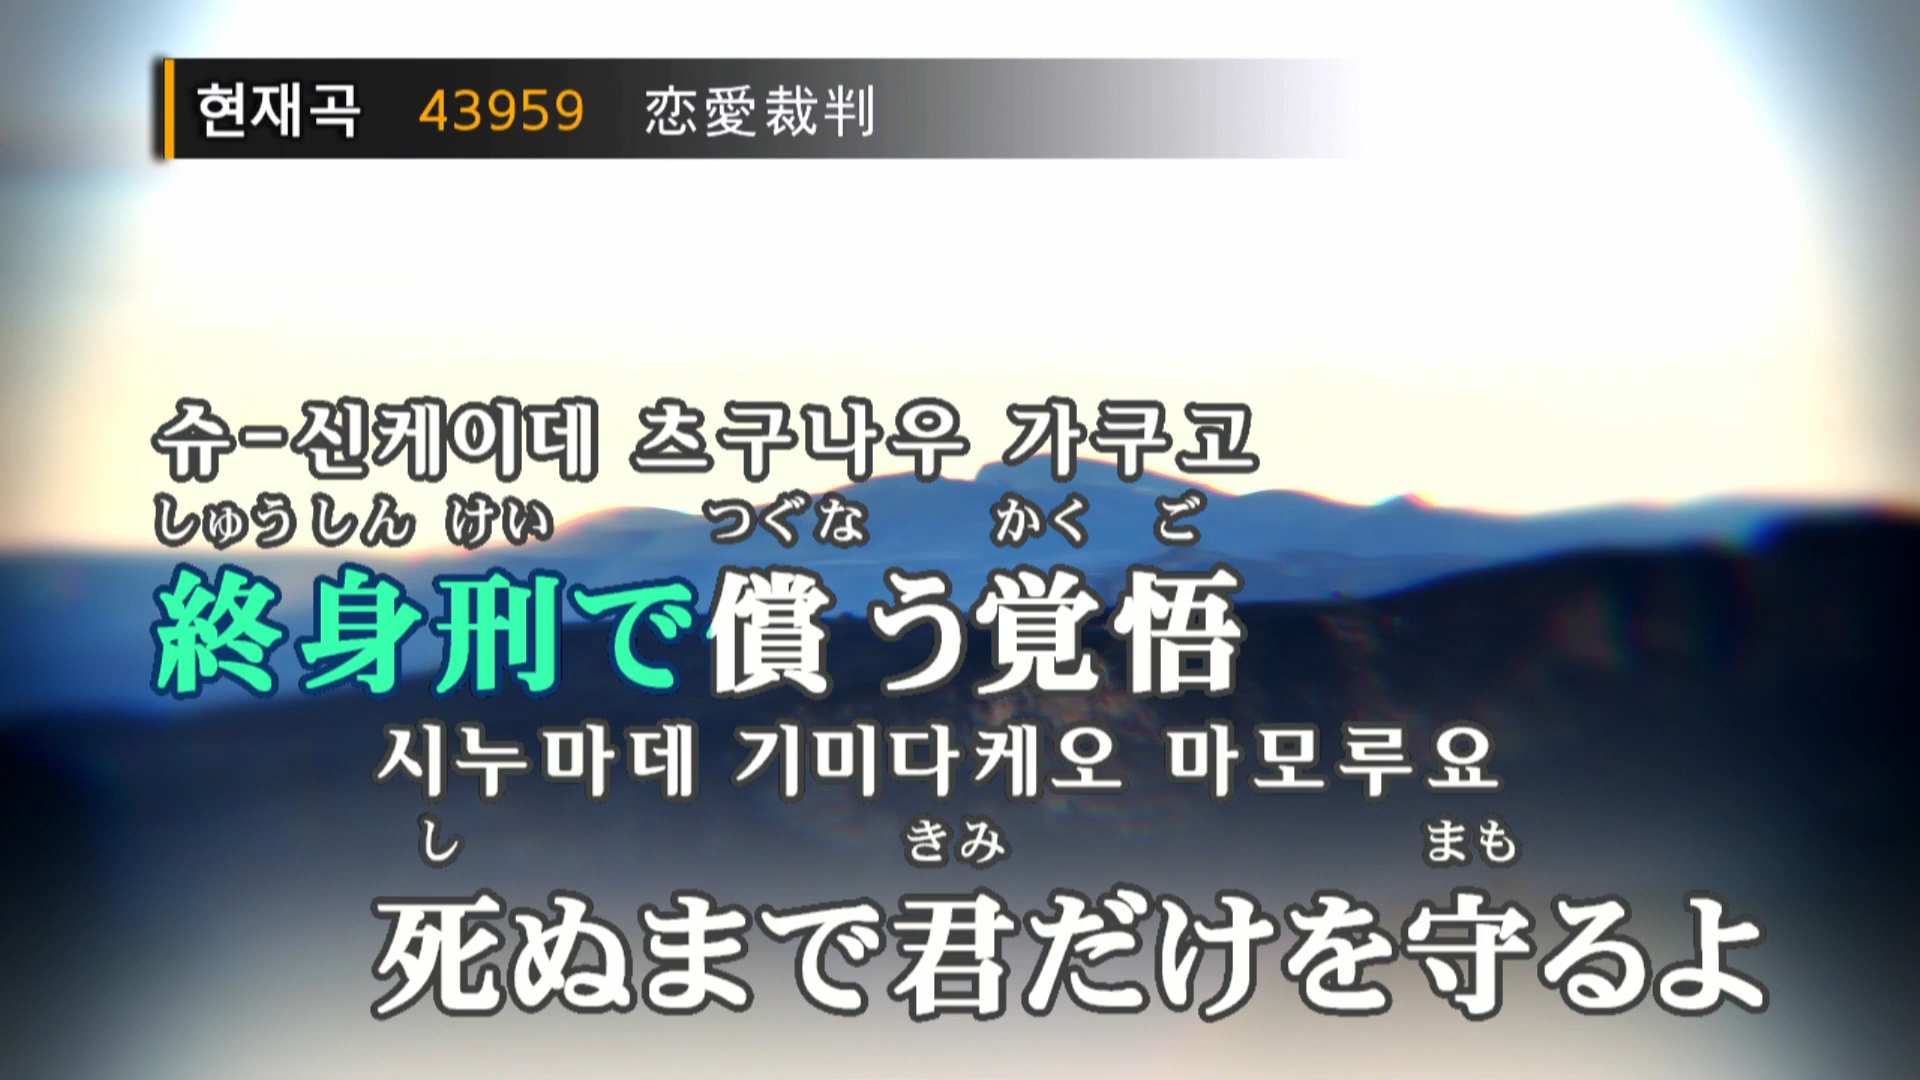 현재곡 43959 恋愛裁判
슈-신케이데 츠구나우 가쿠고
しゅうしん けい つぐな かく ご
終身刑で償う覚悟
시누마데 기미다케오 마모루요
し きみ まも
死ぬまで君だけを守るよ